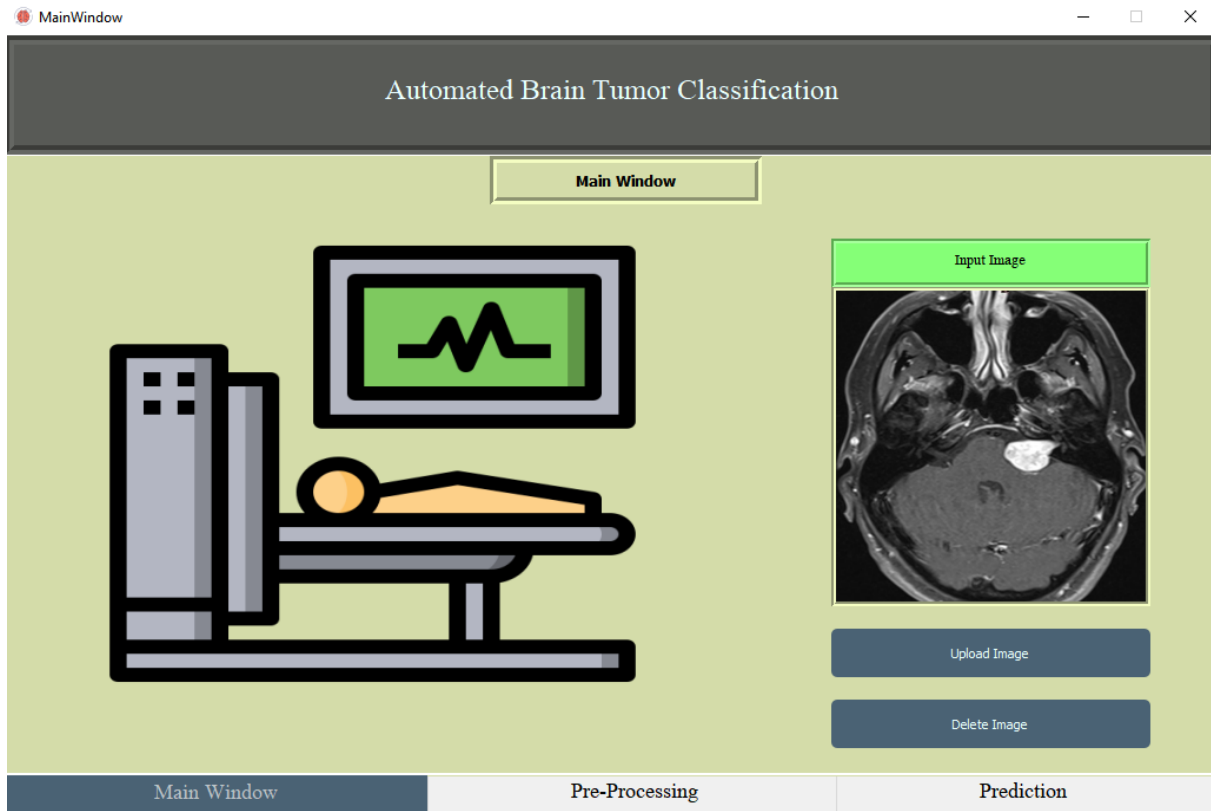 MainWindow
Automated Brain Tumor Classification
Main Window
Input Image
Upload Image
Delete Image
Main Window
Pre-Processing
Prediction